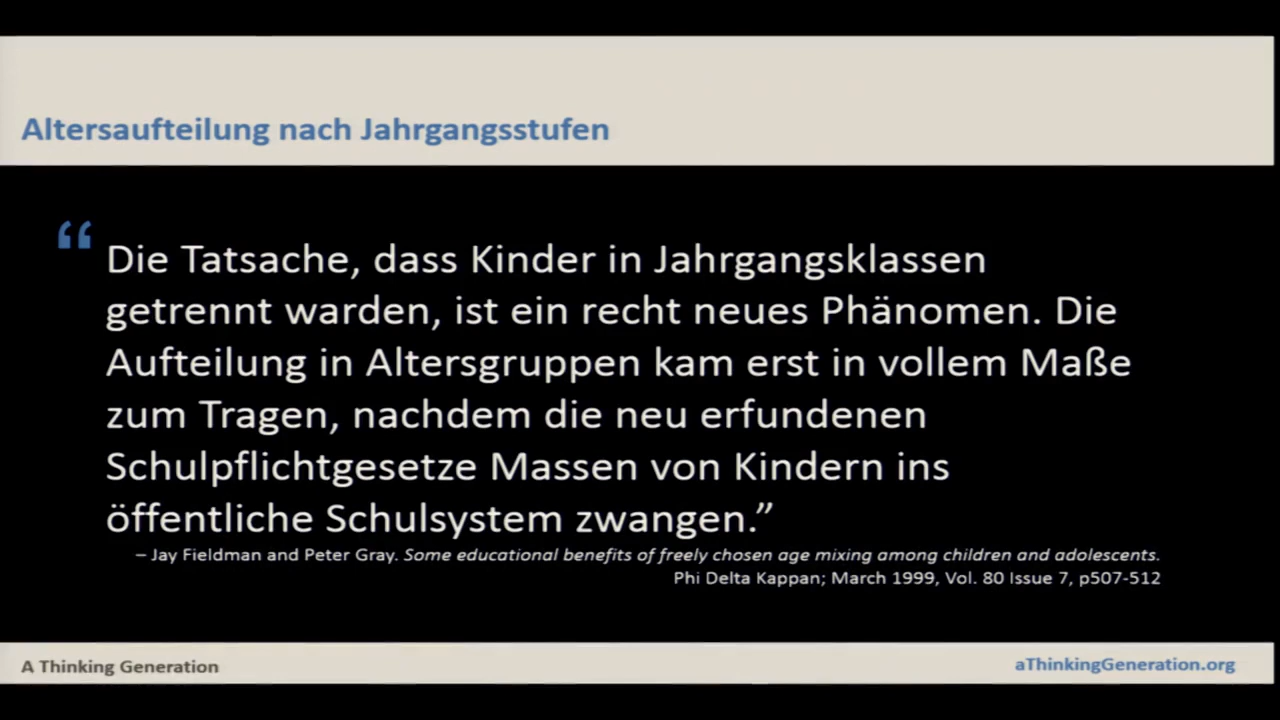 Altersaufteilung nach Jahrgangsstufen
“ Die Tatsache, dass Kinder in Jahrgangsklassen
getrennt warden, ist ein recht neues Phänomen. Die
Aufteilung in Altersgruppen kam erst in vollem Maße
zum Tragen, nachdem die neu erfundenen
Schulpflichtgesetze Massen von Kindern ins
öffentliche Schulsystem zwangen.”
– Jay Fieldman and Peter Gray. Some educational benefits of freely chosen age mixing among children and adolescents.
Phi Delta Kappan; March 1999, Vol. 80 Issue 7, p507-512
A Thinking Generation
aThinkingGeneration.org